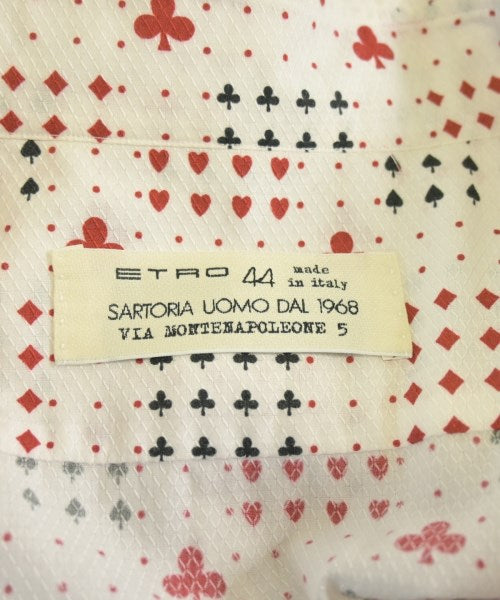 ETRO 44 made in italy
SARTORIA UOMO DAL 1968
VIA MONTENAPOLEONE 5